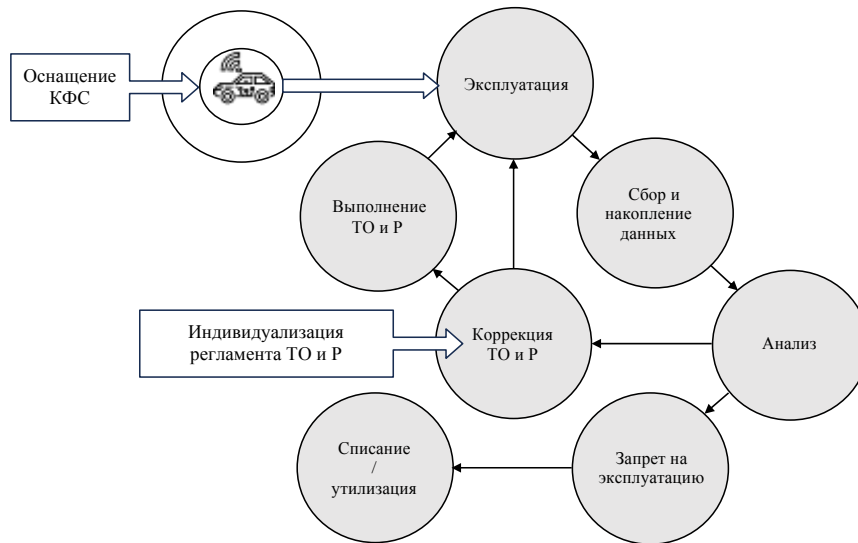 Оснащение
КФС
Эксплуатация
Выполнение
ТО и Р
Сбор и
накопление
данных
Индивидуализация
регламента ТО и Р
Коррекция
ТО и Р
Анализ
Списание
/
утилизация
Запрет на
эксплуатацию